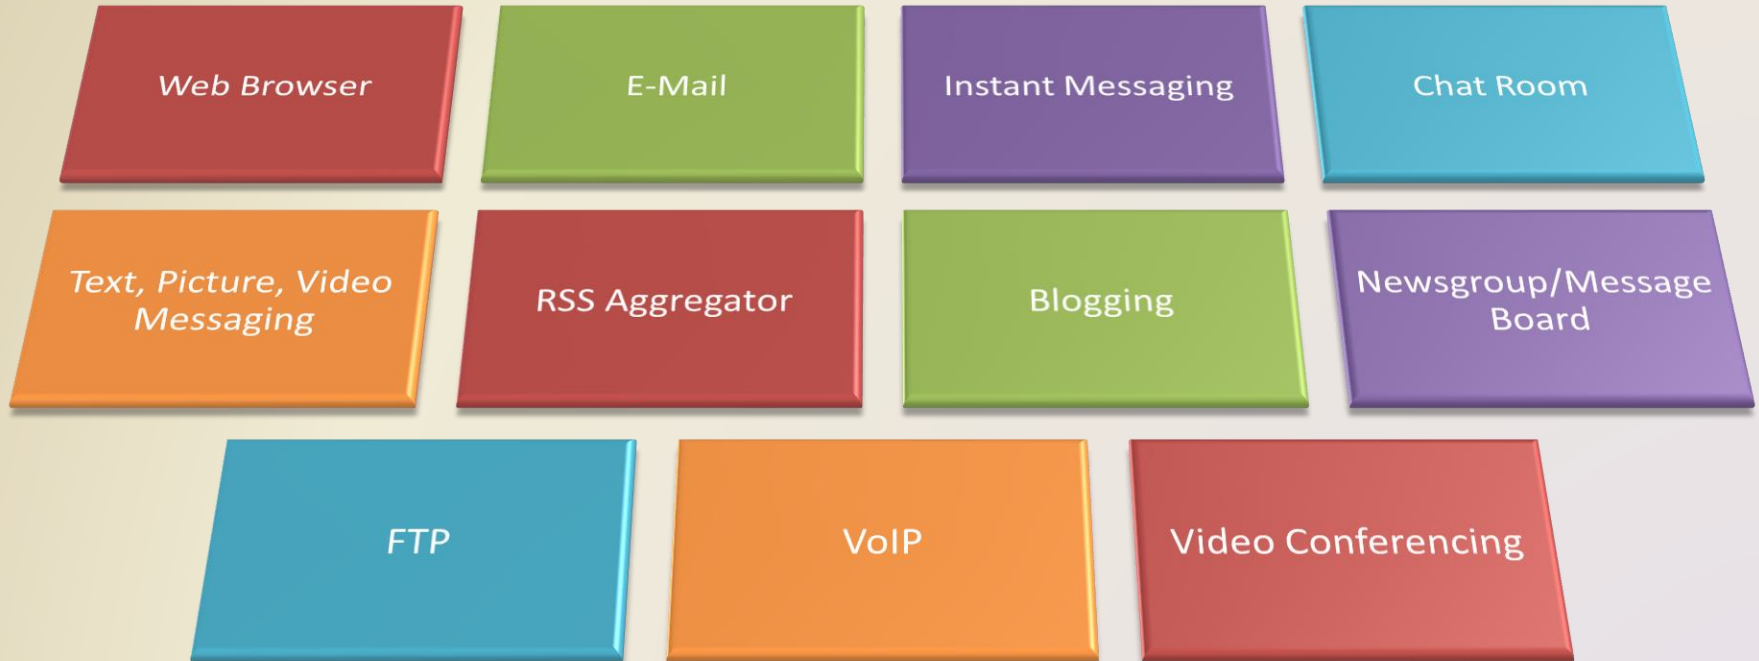 Web Browser
E-Mail
Instant Messaging
Chat Room
Text, Picture, Video
Messaging
RSS Aggregator
Blogging
Newsgroup/Message
Board
FTP
VoIP
Video Conferencing